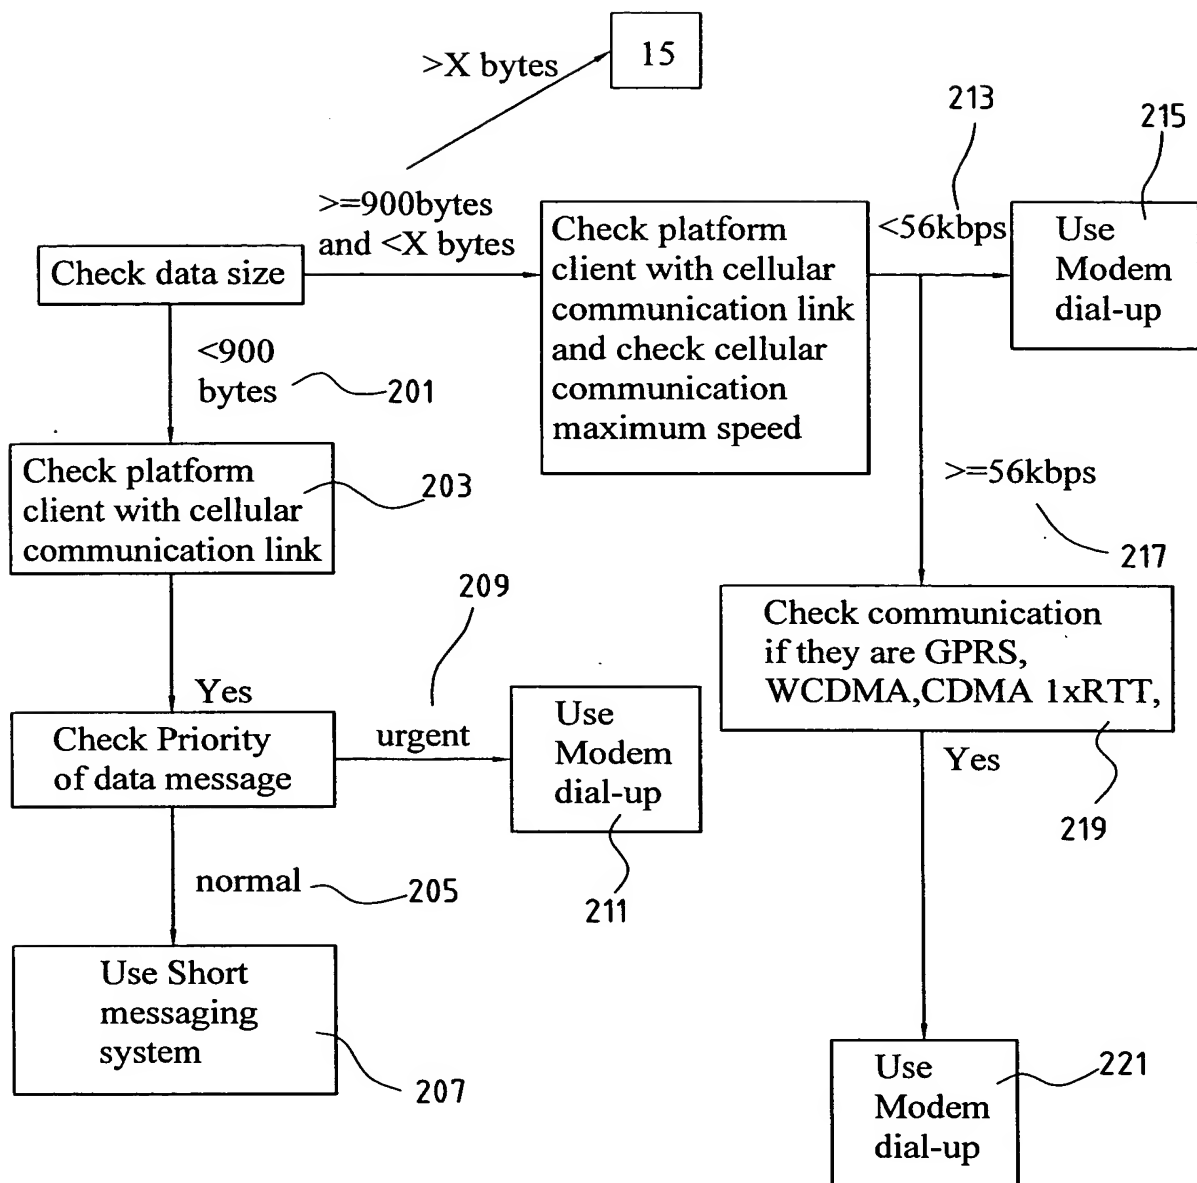 15
>X bytes
213
215
>=900bytes
and <X bytes
Check data size
Check platform
client with cellular
communication link
and check cellular
communication
maximum speed
<56kbps
Use
Modem
dial-up
<900
bytes
201
Check platform
client with cellular
communication link
203
>=56kbps
217
209
Check communication
if they are GPRS,
WCDMA,CDMA 1xRTT,
Yes
Check Priority
of data message
urgent
Use
Modem
dial-up
Yes
219
normal
205
211
Use Short
messaging
system
207
Use
Modem
dial-up
221